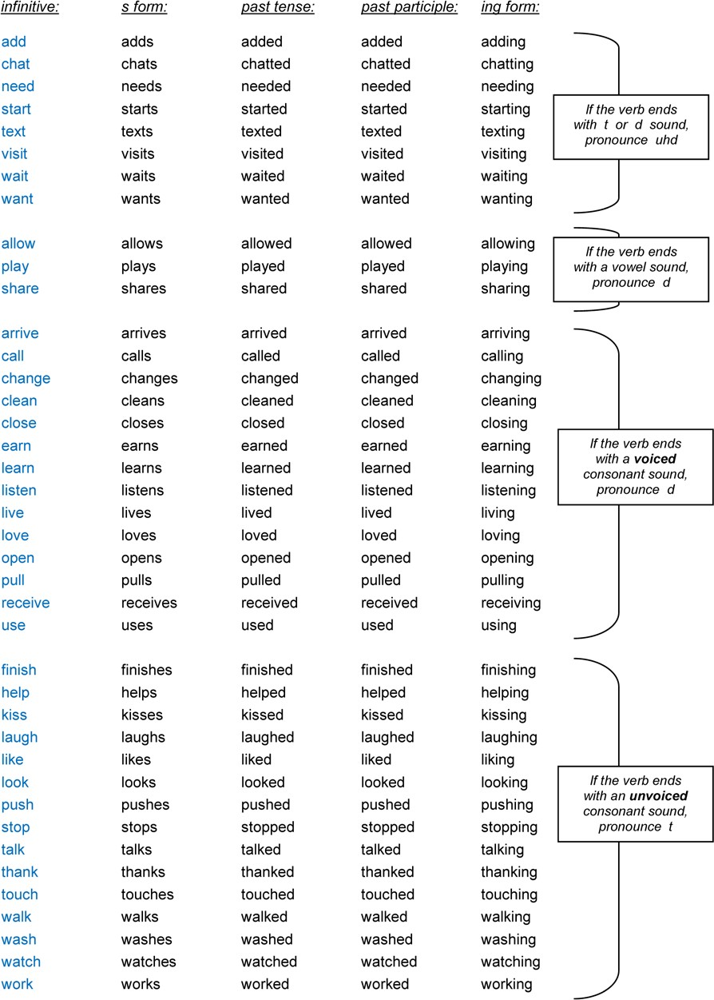 infinitive: s form: past tense: past participle: ing form:
add adds added added adding
chat chats chatted chatted chatting
need needs needed needed needing
start starts started started starting
text texts texted texted texting
visit visits visited visited visiting
wait waits waited waited waiting
want wants wanted wanted wanting
If the verb ends
with t or d sound,
pronounce uhd
allow allows allowed allowed allowing
play plays played played playing
share shares shared shared sharing
If the verb ends
with a vowel sound,
pronounce d
arrive arrives arrived arrived arriving
call calls called called calling
change changes changed changed changing
clean cleans cleaned cleaned cleaning
close closes closed closed closing
earn earns earned earned earning
learn learns learned learned learning
listen listens listened listened listening
live lives lived lived living
love loves loved loved loving
open opens opened opened opening
pull pulls pulled pulled pulling
receive receives received received receiving
use uses used used using
If the verb ends
with a voiced
consonant sound,
pronounce d
finish finishes finished finished finishing
help helps helped helped helping
kiss kisses kissed kissed kissing
laugh laughs laughed laughed laughing
like likes liked liked liking
look looks looked looked looking
push pushes pushed pushed pushing
stop stops stopped stopped stopping
talk talks talked talked talking
thank thanks thanked thanked thanking
touch touches touched touched touching
walk walks walked walked walking
wash washes washed washed washing
watch watches watched watched watching
work works worked worked working
If the verb ends
with an unvoiced
consonant sound,
pronounce t